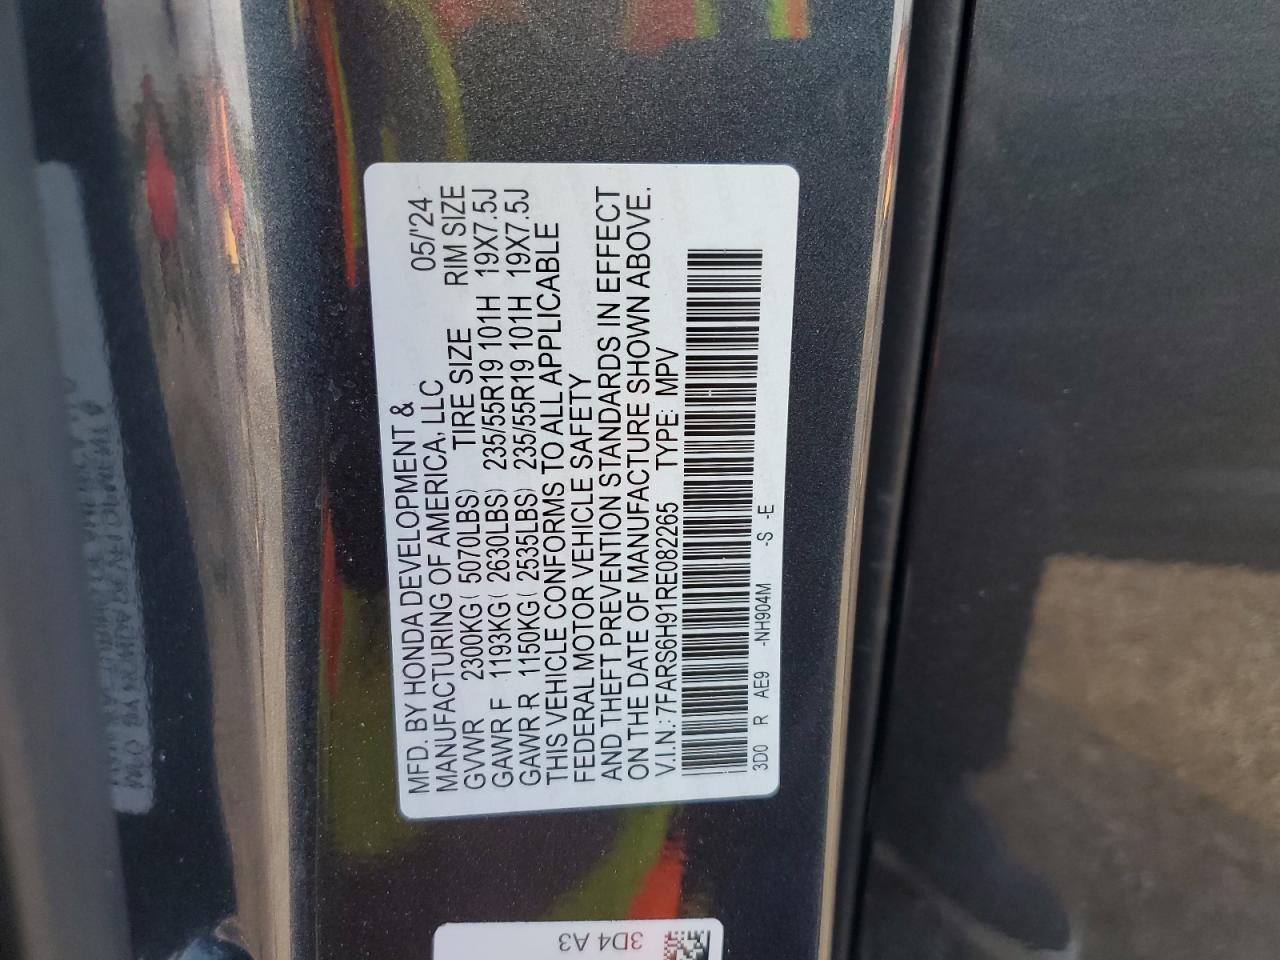 MFD. BY HONDA DEVELOPMENT &
MANUFACTURING OF AMERICA, LLC 05/'24
GVWR 2300KG( 5070LBS) TIRE SIZE RIM SIZE
GAWR F 1193KG( 2630LBS) 235/55R19 101H 19X7.5J
GAWR R 1150KG( 2535LBS) 235/55R19 101H 19X7.5J
THIS VEHICLE CONFORMS TO ALL APPLICABLE
FEDERAL MOTOR VEHICLE SAFETY
AND THEFT PREVENTION STANDARDS IN EFFECT
ON THE DATE OF MANUFACTURE SHOWN ABOVE.
V.I.N.: 7FARS6H91RE082265 TYPE: MPV
3D0 R AE9 -NH904M -S -E
3D4 A3